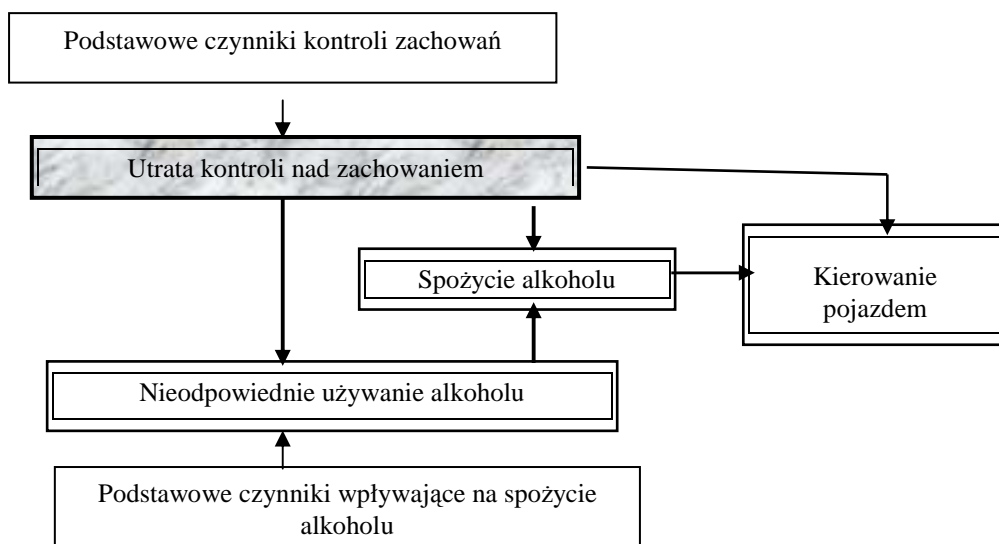 Podstawowe czynniki kontroli zachowań
Utrata kontroli nad zachowaniem
Spożycie alkoholu
Kierowanie
pojazdem
Nieodpowiednie używanie alkoholu
Podstawowe czynniki wpływające na spożycie
alkoholu